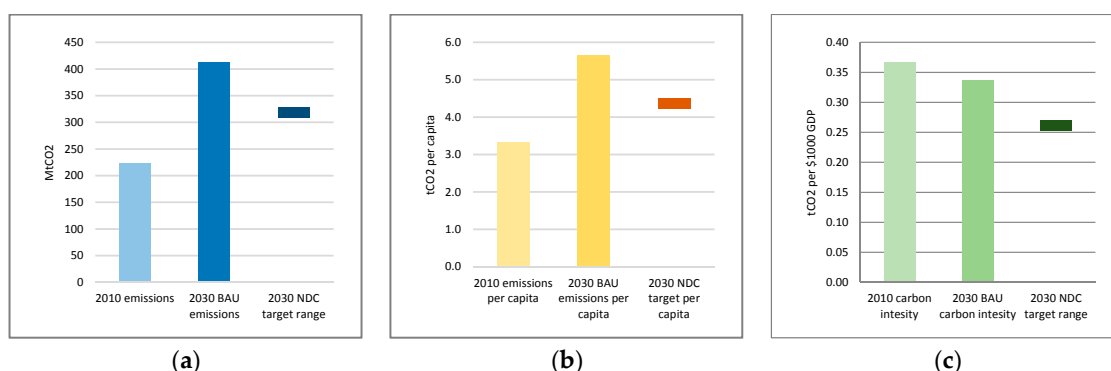 450
400
350
300
250
200
150
100
50
0
MtCO2
2010 emissions
2030 BAU
emissions
2030 NDC
target range
(a)
6.0
5.0
4.0
3.0
2.0
1.0
0.0
tCO2 per capita
2010 emissions
per capita
2030 BAU
emissions per
capita
2030 NDC
target per
capita
(b)
0.40
0.35
0.30
0.25
0.20
0.15
0.10
0.05
0.00
tCO2 per $1000 GDP
2010 carbon
intesity
2030 BAU
carbon intesity
2030 NDC
target range
(c)